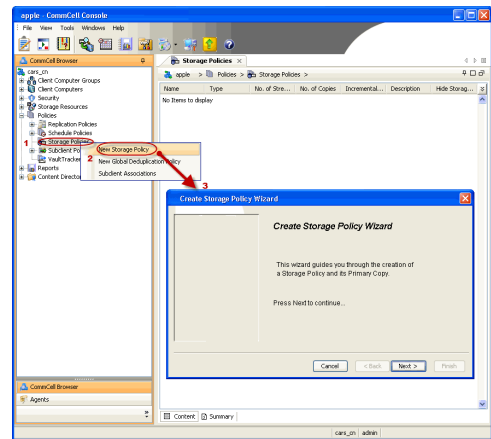 apple - CommCell Console
File View Tools Windows Help
CommCell Browser
Storage Policies
cars_cn
apple > Policies > Storage Policies >
Client Computer Groups
Client Computers
Security
Storage Resources
Policies
Replication Policies
Schedule Policies
Storage Policies
Subclient Po
VaultTracker
Reports
Content Director
Name Type No. of Stre... No. of Copies Incremental... Description Hide Storag...
No Items to display
1
2
3
New Storage Policy
New Global Deduplication Policy
Subclient Associations
Create Storage Policy Wizard
Create Storage Policy Wizard
This wizard guides you through the creation of
a Storage Policy and its Primary Copy.
Press Next to continue...
Cancel < Back Next > Finish
CommCell Browser
Agents
Content Summary
cars_cn admin